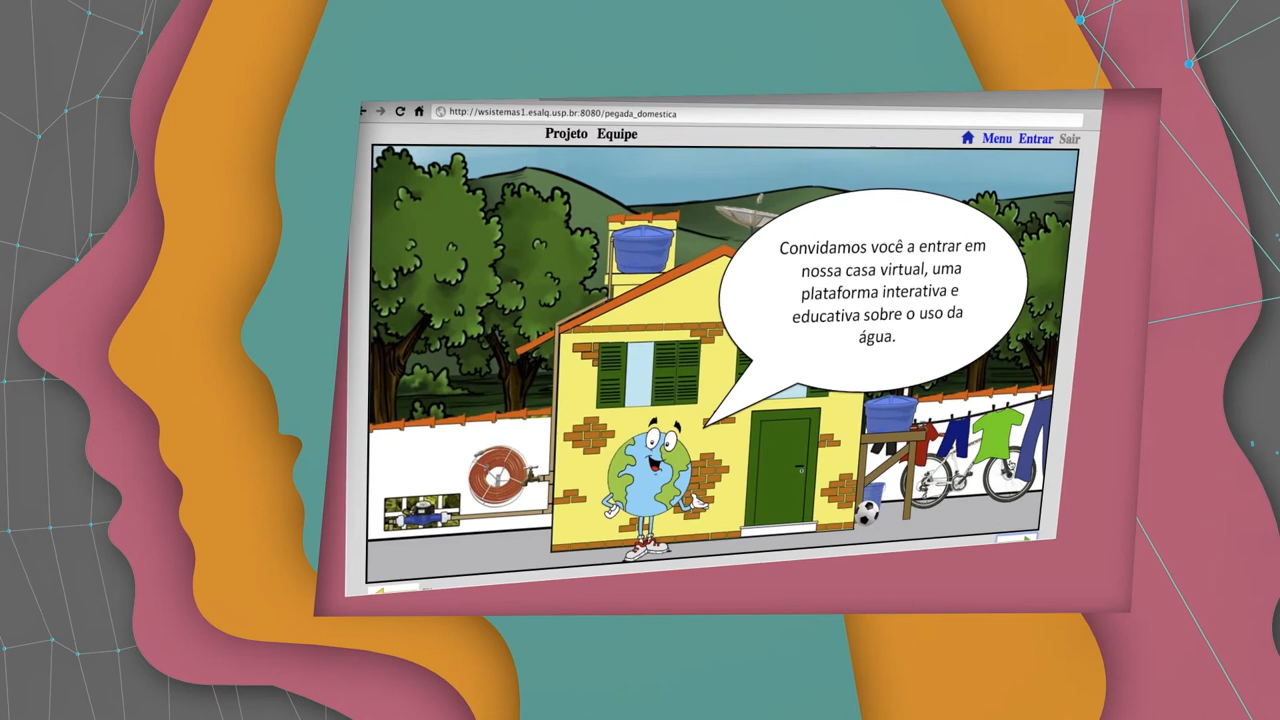 http://wsistemas1.esalq.usp.br:8080/pegada_domestica
Projeto Equipe
Menu Entrar Sair
Convidamos você a entrar em
nossa casa virtual, uma
plataforma interativa e
educativa sobre o uso da
água.